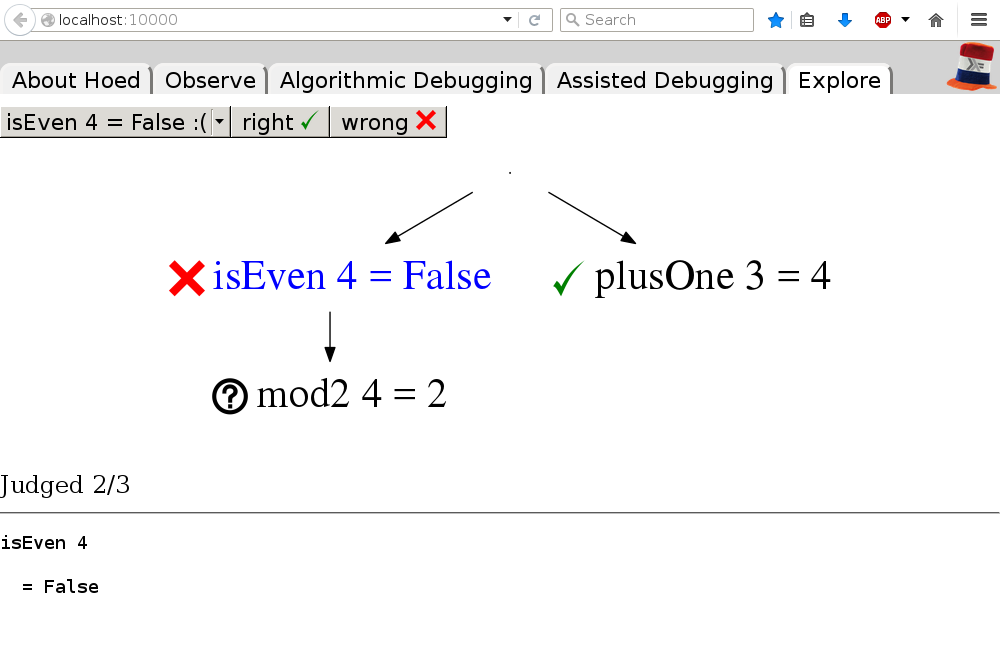 localhost:10000 Search ABP
About Hoed Observe Algorithmic Debugging Assisted Debugging Explore
isEven 4 = False :( right ✓ wrong ✗
.
isEven 4 = False plusOne 3 = 4
mod2 4 = 2
Judged 2/3
isEven 4
= False